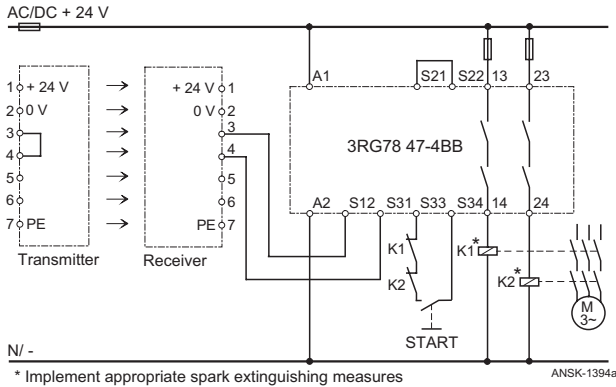 AC/DC + 24 V
A1 S21 S22 13 23
1 + 24 V + 24 V 1
2 0 V 0 V 2
3 3
4 4
5 5
6 6
7 PE PE 7
Transmitter Receiver
3RG78 47-4BB
A2 S12 S31 S33 S34 14 24
K1 K1*
K2 K2*
M
3~
START
N/ -
* Implement appropriate spark extinguishing measures
ANSK-1394a